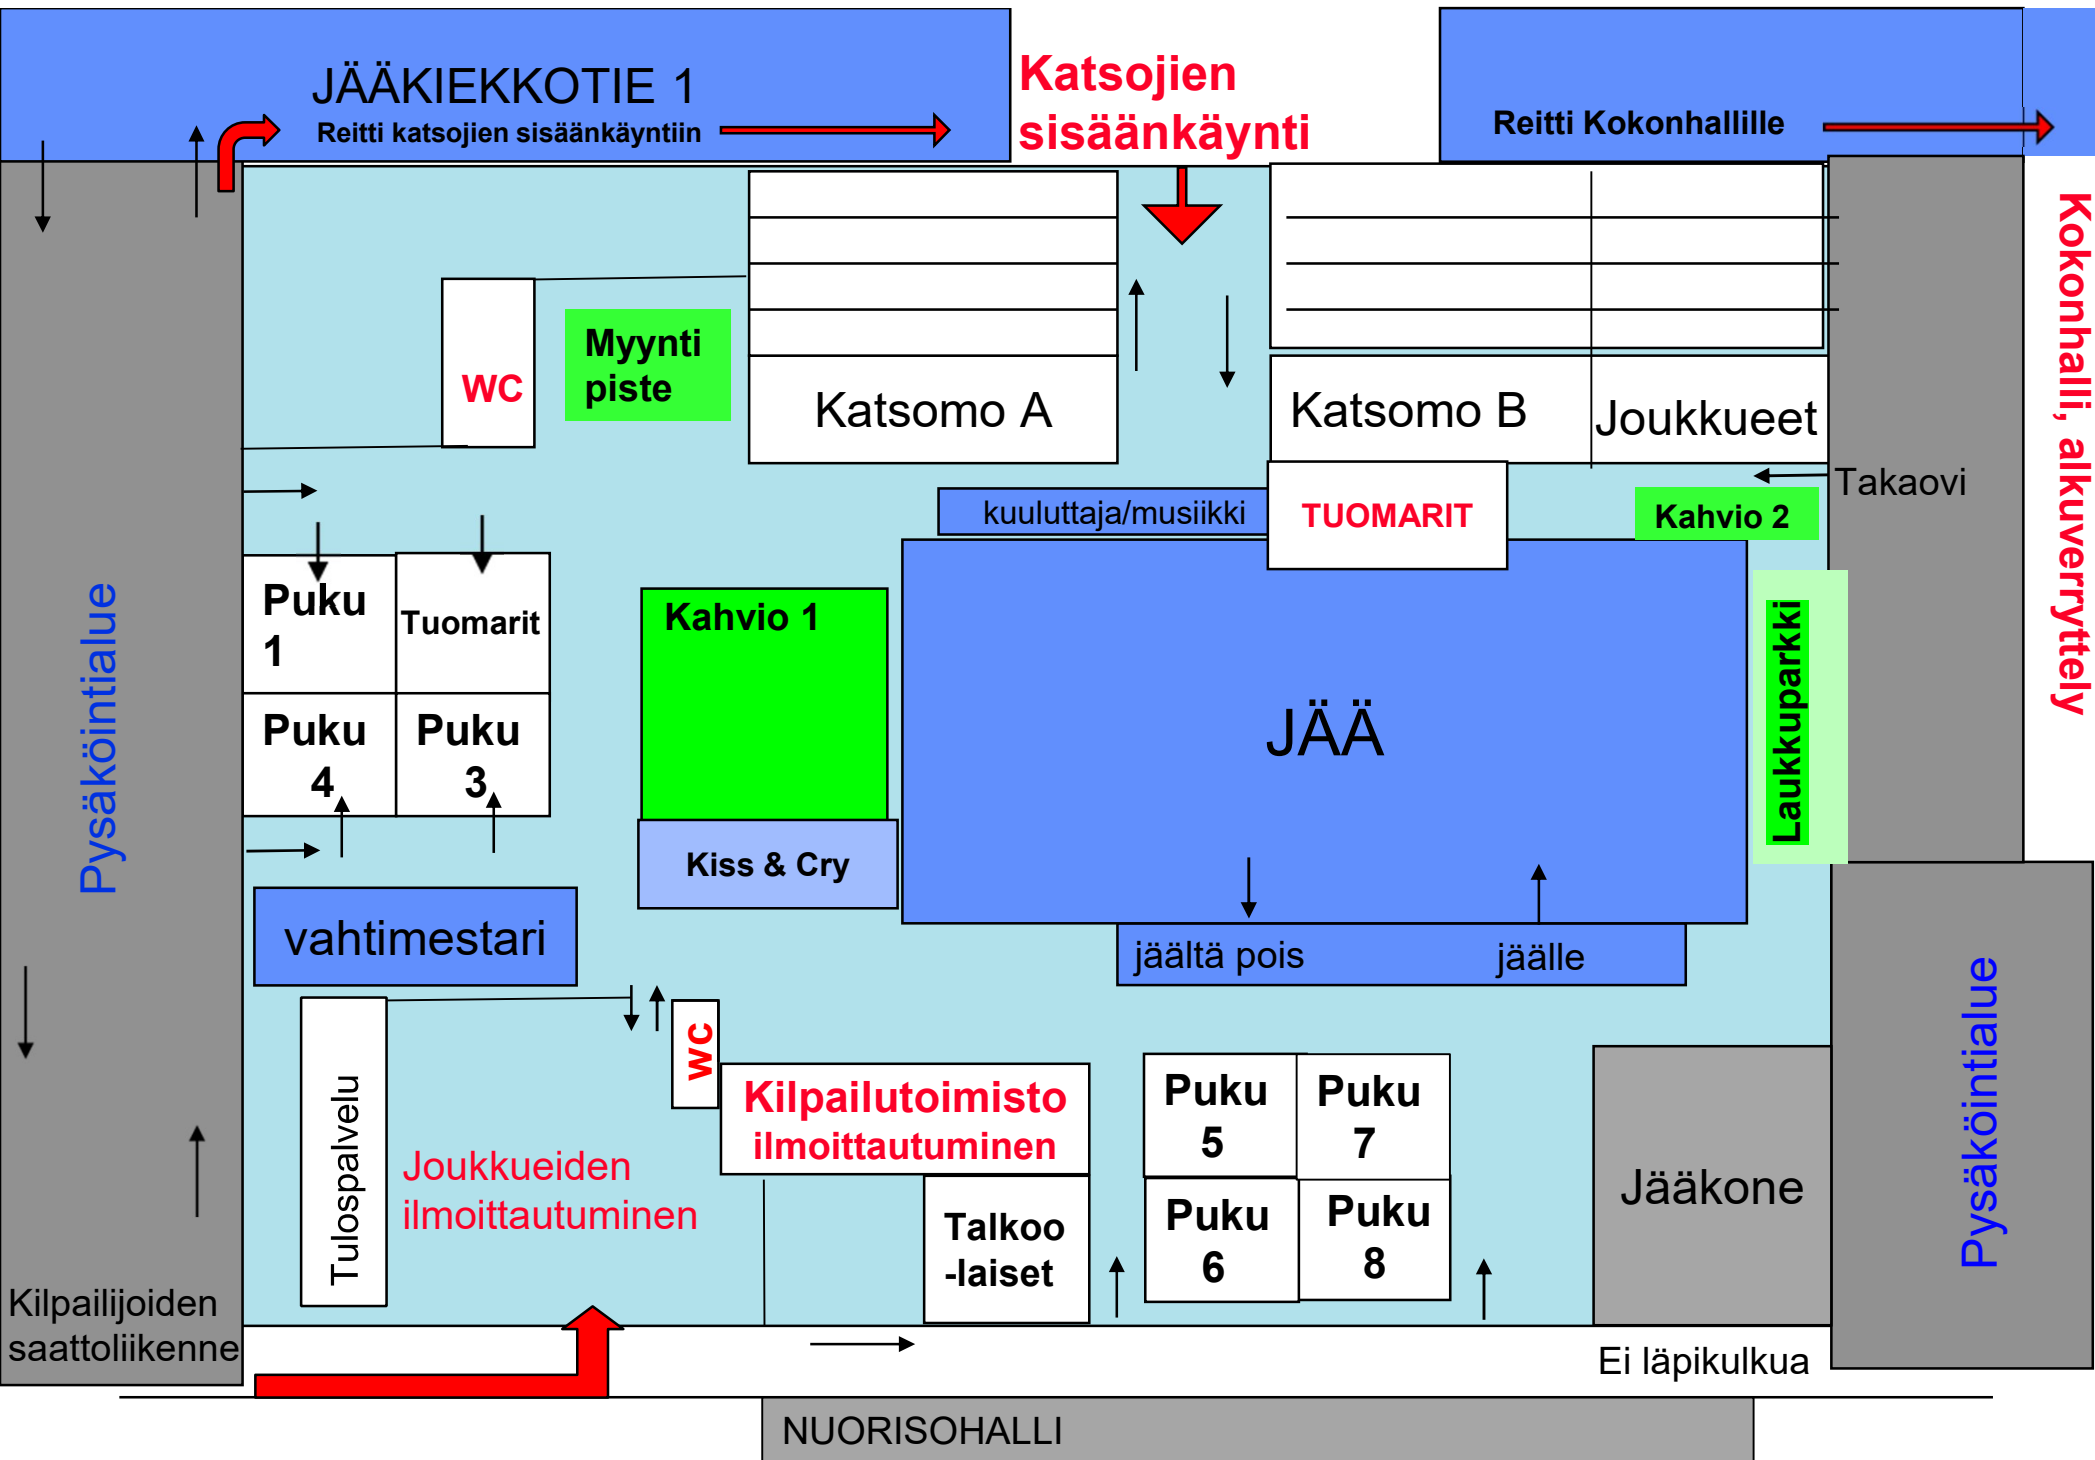 JÄÄKIEKKOTIE 1
Reitti katsojien sisäänkäyntiin
Katsojien
sisäänkäynti
Reitti Kokonhallille
Kokonhalli, alkuverryttely
WC
Myynti
piste
Katsomo A
Katsomo B
Joukkueet
Takaovi
kuuluttaja/musiikki
TUOMARIT
Kahvio 2
Pysäköintialue
Puku
1
Tuomarit
Puku
4
Puku
3
Kahvio 1
Kiss & Cry
JÄÄ
Laukkuparkki
vahtimestari
jäältä pois
jäälle
Tulospalvelu
wc
Joukkueiden
ilmoittautuminen
Kilpailutoimisto
ilmoittautuminen
Talkoo
-laiset
Puku
5
Puku
7
Puku
6
Puku
8
Jääkone
Pysäköintialue
Kilpailijoiden
saattoliikenne
Ei läpikulkua
NUORISOHALLI